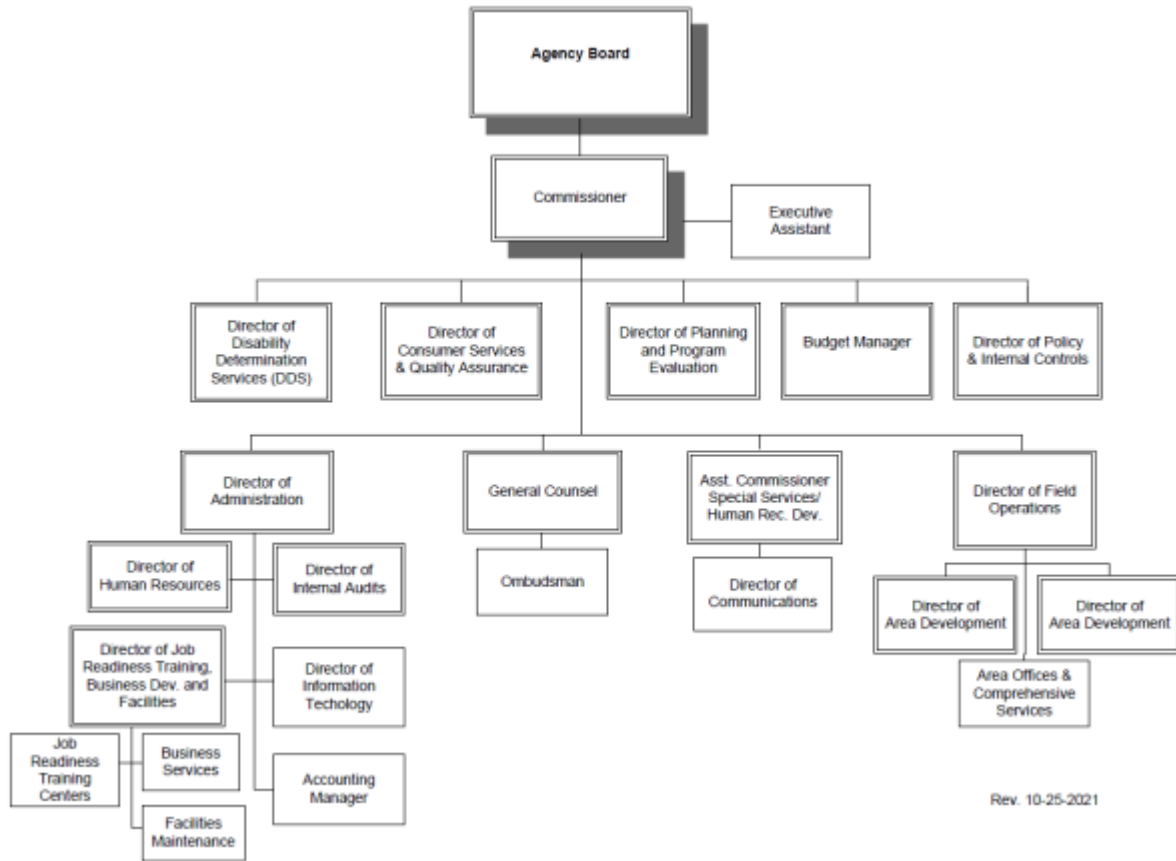 Agency Board
Commissioner
Executive
Assistant
Director of
Disability
Determination
Services (DDS)
Director of
Consumer Services
& Quality Assurance
Director of Planning
and Program
Evaluation
Budget Manager
Director of Policy
& Internal Controls
Director of
Administration
General Counsel
Asst. Commissioner
Special Services/
Human Rec. Dev.
Director of Field
Operations
Director of
Human Resources
Director of
Internal Audits
Ombudsman
Director of
Communications
Director of
Area Development
Director of
Area Development
Director of Job
Readiness Training,
Business Dev. and
Facilities
Director of
Information
Techology
Area Offices &
Comprehensive
Services
Job
Readiness
Training
Centers
Business
Services
Accounting
Manager
Facilities
Maintenance
Rev. 10-25-2021